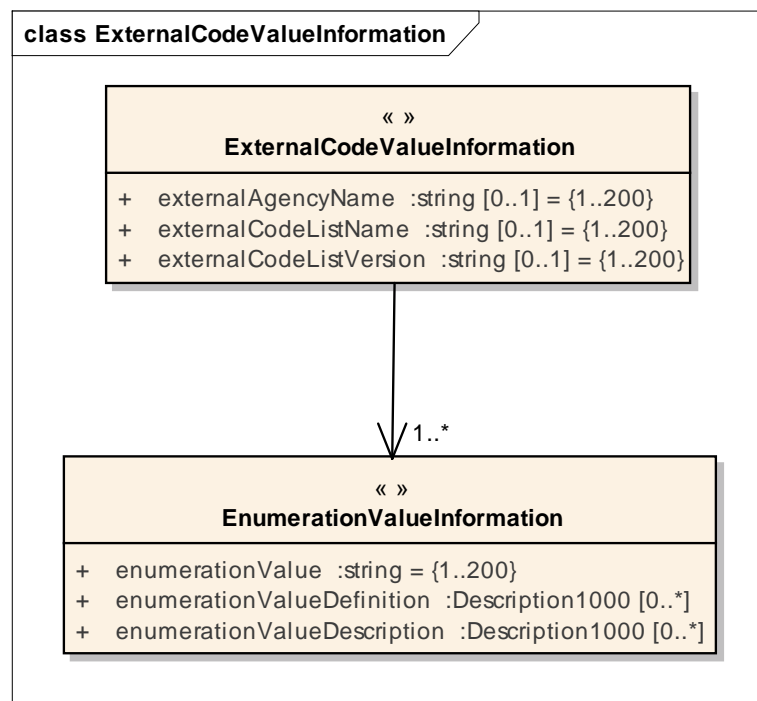 class ExternalCodeValueInformation
« »
ExternalCodeValueInformation
+ externalAgencyName :string [0..1] = {1..200}
+ externalCodeListName :string [0..1] = {1..200}
+ externalCodeListVersion :string [0..1] = {1..200}
1..*
« »
EnumerationValueInformation
+ enumerationValue :string = {1..200}
+ enumerationValueDefinition :Description1000 [0..*]
+ enumerationValueDescription :Description1000 [0..*]